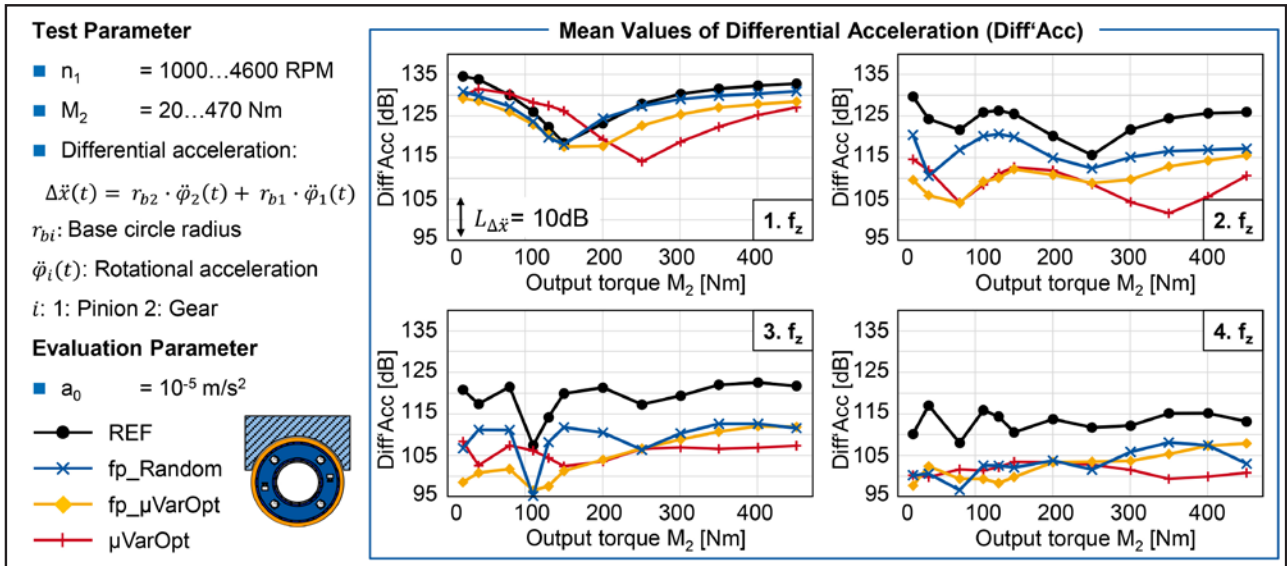 Test Parameter
n1 = 1000…4600 RPM
M2 = 20…470 Nm
Differential acceleration:
Δẍ(t) = rb2 · φ̈2(t) + rb1 · φ̈1(t)
rbi: Base circle radius
φ̈i(t): Rotational acceleration
i: 1: Pinion 2: Gear
Evaluation Parameter
a0 = 10-5 m/s2
REF
fp_Random
fp_µVarOpt
µVarOpt
Mean Values of Differential Acceleration (Diff‘Acc)
Diff‘Acc [dB]
135
125
115
105
95
LΔẍ = 10dB
1. fz
0 100 200 300 400
Output torque M2 [Nm]
Diff‘Acc [dB]
135
125
115
105
95
2. fz
0 100 200 300 400
Output torque M2 [Nm]
Diff‘Acc [dB]
135
125
115
105
95
3. fz
0 100 200 300 400
Output torque M2 [Nm]
Diff‘Acc [dB]
135
125
115
105
95
4. fz
0 100 200 300 400
Output torque M2 [Nm]